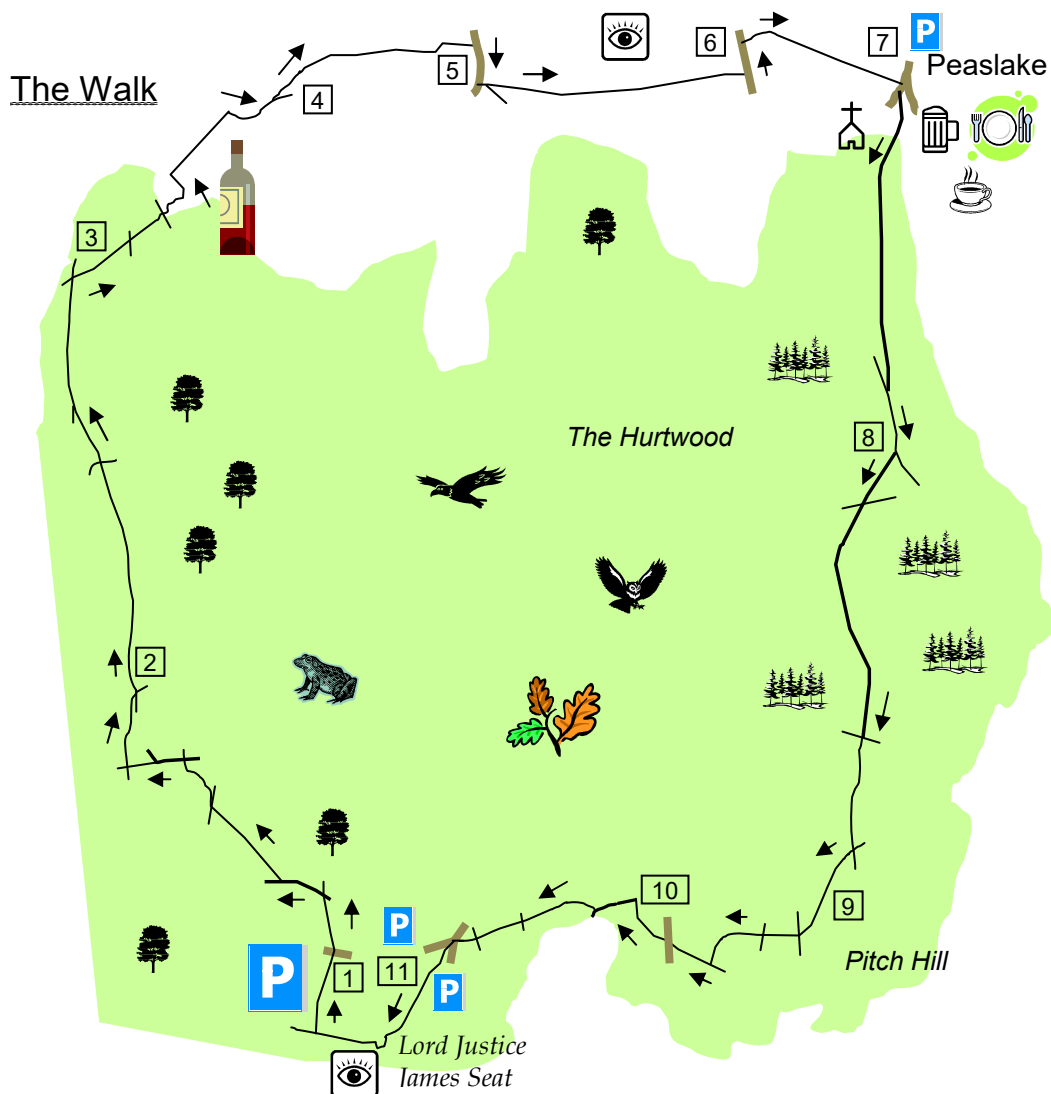 The Walk
6
7
P
5
Peaslake
4
3
The Hurtwood
8
2
10
9
P
P
1
11
P
Pitch Hill
Lord Justice
James Seat